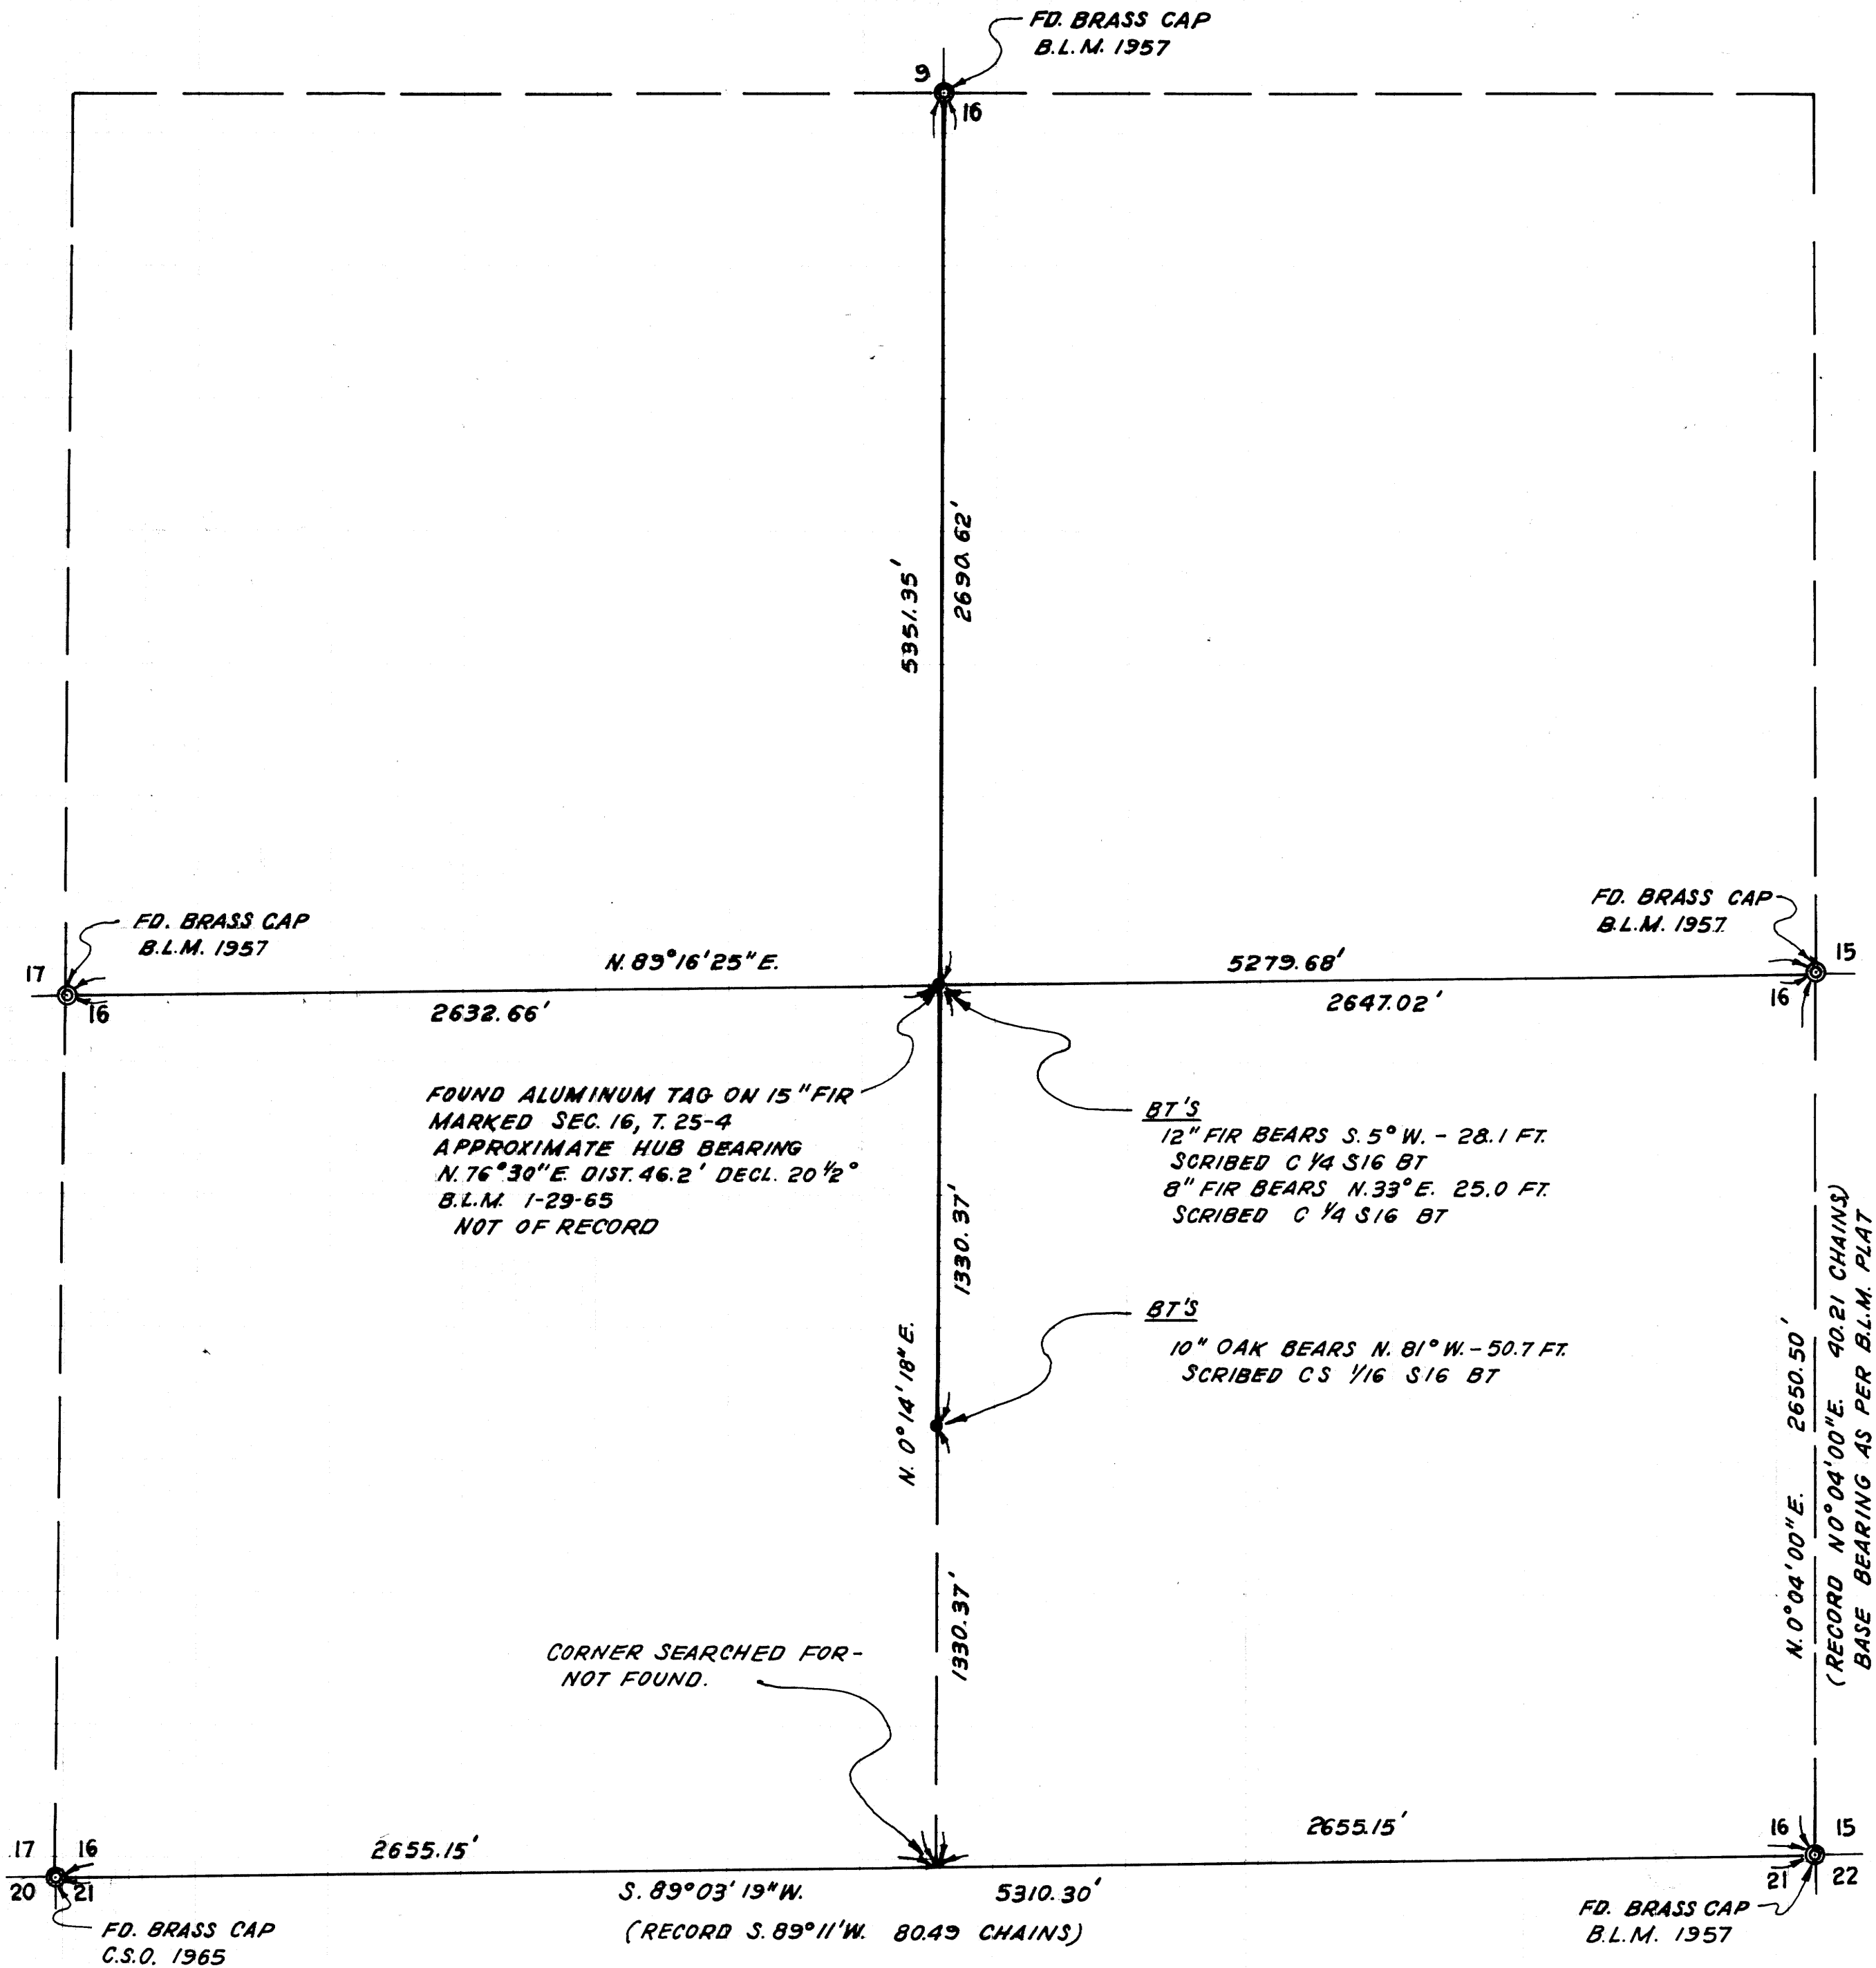 FD. BRASS CAP
B.L.M. 1957
9
16
5351.35'
2690.62'
FD. BRASS CAP
B.L.M. 1957
FD. BRASS CAP
B.L.M. 1957
17
16
N. 89°16'25"E.
5279.68'
15
16
2632.66'
2647.02'
FOUND ALUMINUM TAG ON 15" FIR
MARKED SEC. 16, T. 25-4
APPROXIMATE HUB BEARING
N. 76°30"E. DIST. 46.2' DECL. 20 1/2°
B.L.M. 1-29-65
NOT OF RECORD
BT'S
12" FIR BEARS S. 5° W. - 28.1 FT.
SCRIBED C 1/4 S16 BT
8" FIR BEARS N. 33° E. 25.0 FT.
SCRIBED C 1/4 S16 BT
1330.37'
BT'S
10" OAK BEARS N. 81° W. - 50.7 FT.
SCRIBED CS 1/16 S16 BT
N. 0°14'18"E.
1330.37'
N. 0°04'00"E. 2650.50'
(RECORD N0°04'00"E. 40.21 CHAINS)
BASE BEARING AS PER B.L.M. PLAT
CORNER SEARCHED FOR-
NOT FOUND.
17 16
20 21
2655.15'
2655.15'
16 15
21 22
S. 89°03'19"W. 5310.30'
(RECORD S. 89°11'W. 80.49 CHAINS)
FD. BRASS CAP
C.S.O. 1965
FD. BRASS CAP
B.L.M. 1957